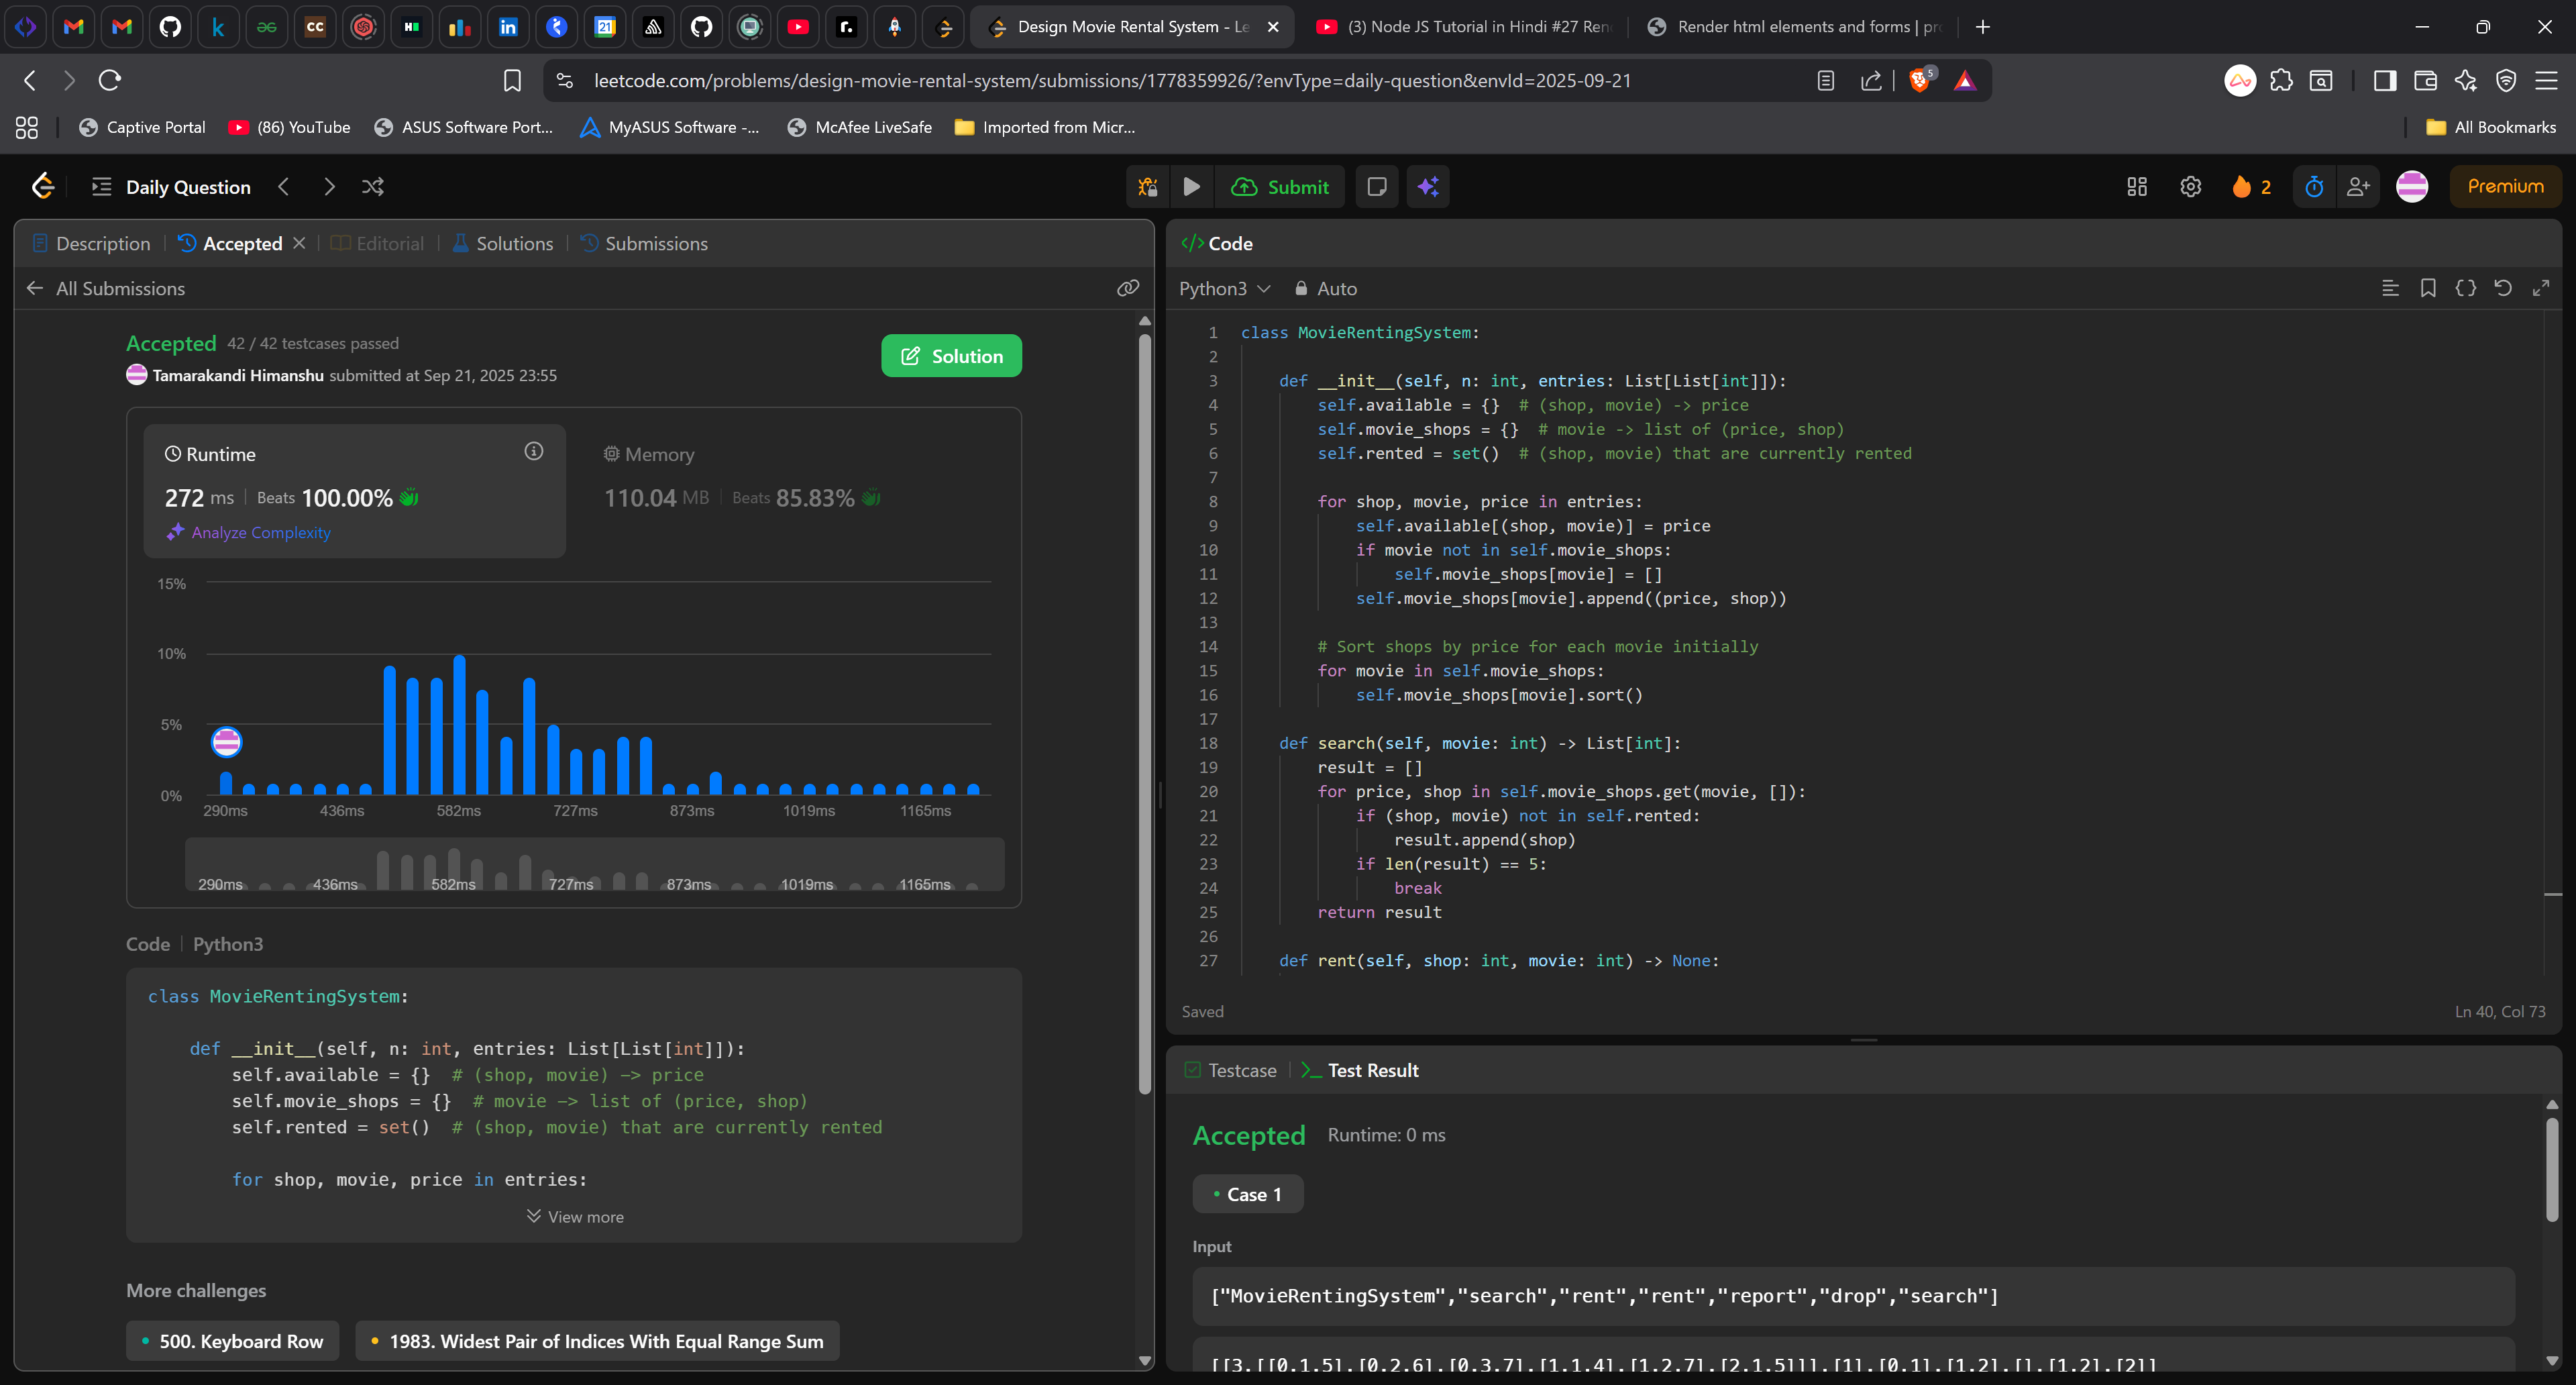 Design Movie Rental System - Le
(3) Node JS Tutorial in Hindi #27 Ren
Render html elements and forms | pr
leetcode.com/problems/design-movie-rental-system/submissions/1778359926/?envType=daily-question&envId=2025-09-21
5
Captive Portal
(86) YouTube
ASUS Software Port...
MyASUS Software -...
McAfee LiveSafe
Imported from Micr...
All Bookmarks
Daily Question
Submit
2
Premium
Description
Accepted
Editorial
Solutions
Submissions
All Submissions
Accepted 42 / 42 testcases passed
Tamarakandi Himanshu submitted at Sep 21, 2025 23:55
Solution
Runtime
272 ms Beats 100.00%
Analyze Complexity
Memory
110.04 MB Beats 85.83%
15%
10%
5%
0%
290ms 436ms 582ms 727ms 873ms 1019ms 1165ms
290ms 436ms 582ms 727ms 873ms 1019ms 1165ms
Code | Python3
class MovieRentingSystem:
def __init__(self, n: int, entries: List[List[int]]):
self.available = {}  # (shop, movie) -> price
self.movie_shops = {}  # movie -> list of (price, shop)
self.rented = set()  # (shop, movie) that are currently rented
for shop, movie, price in entries:
View more
More challenges
500. Keyboard Row
1983. Widest Pair of Indices With Equal Range Sum
Code
Python3
Auto
1 class MovieRentingSystem:
2
3 def __init__(self, n: int, entries: List[List[int]]):
4 self.available = {}  # (shop, movie) -> price
5 self.movie_shops = {}  # movie -> list of (price, shop)
6 self.rented = set()  # (shop, movie) that are currently rented
7
8 for shop, movie, price in entries:
9 self.available[(shop, movie)] = price
10 if movie not in self.movie_shops:
11 self.movie_shops[movie] = []
12 self.movie_shops[movie].append((price, shop))
13
14 # Sort shops by price for each movie initially
15 for movie in self.movie_shops:
16 self.movie_shops[movie].sort()
17
18 def search(self, movie: int) -> List[int]:
19 result = []
20 for price, shop in self.movie_shops.get(movie, []):
21 if (shop, movie) not in self.rented:
22 result.append(shop)
23 if len(result) == 5:
24 break
25 return result
26
27 def rent(self, shop: int, movie: int) -> None:
Saved
Ln 40, Col 73
Testcase
Test Result
Accepted Runtime: 0 ms
Case 1
Input
["MovieRentingSystem","search","rent","rent","report","drop","search"]
[[3,[[0,1,5],[0,2,6],[0,3,7],[1,1,4],[1,2,7],[2,1,5]]],[1],[0,1],[1,2],[],[1,2],[2]]